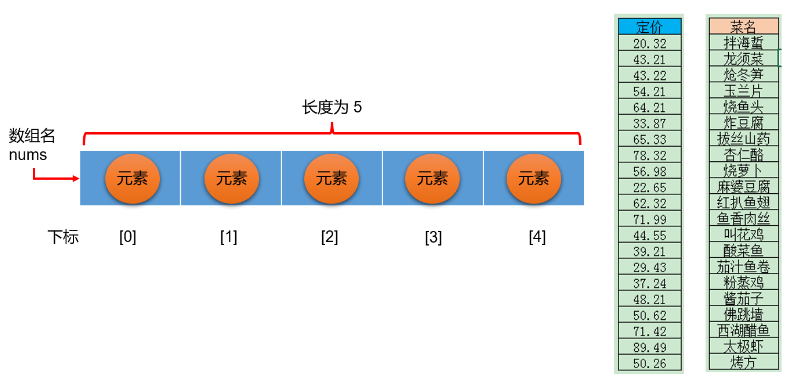 长度为 5
数组名
nums
元素 元素 元素 元素 元素
下标 [0] [1] [2] [3] [4]
定价
20.32
43.21
43.22
54.21
64.21
33.87
65.33
78.32
56.98
22.65
62.32
71.99
44.55
39.21
29.43
37.24
48.21
50.62
71.42
89.49
50.26
菜名
拌海蜇
龙须菜
炝冬笋
玉兰片
烧鱼头
炸豆腐
拔丝山药
杏仁酪
烧萝卜
麻婆豆腐
红扒鱼翅
鱼香肉丝
叫花鸡
酸菜鱼
茄汁鱼卷
粉蒸鸡
酱茄子
佛跳墙
西湖醋鱼
太极虾
烤方